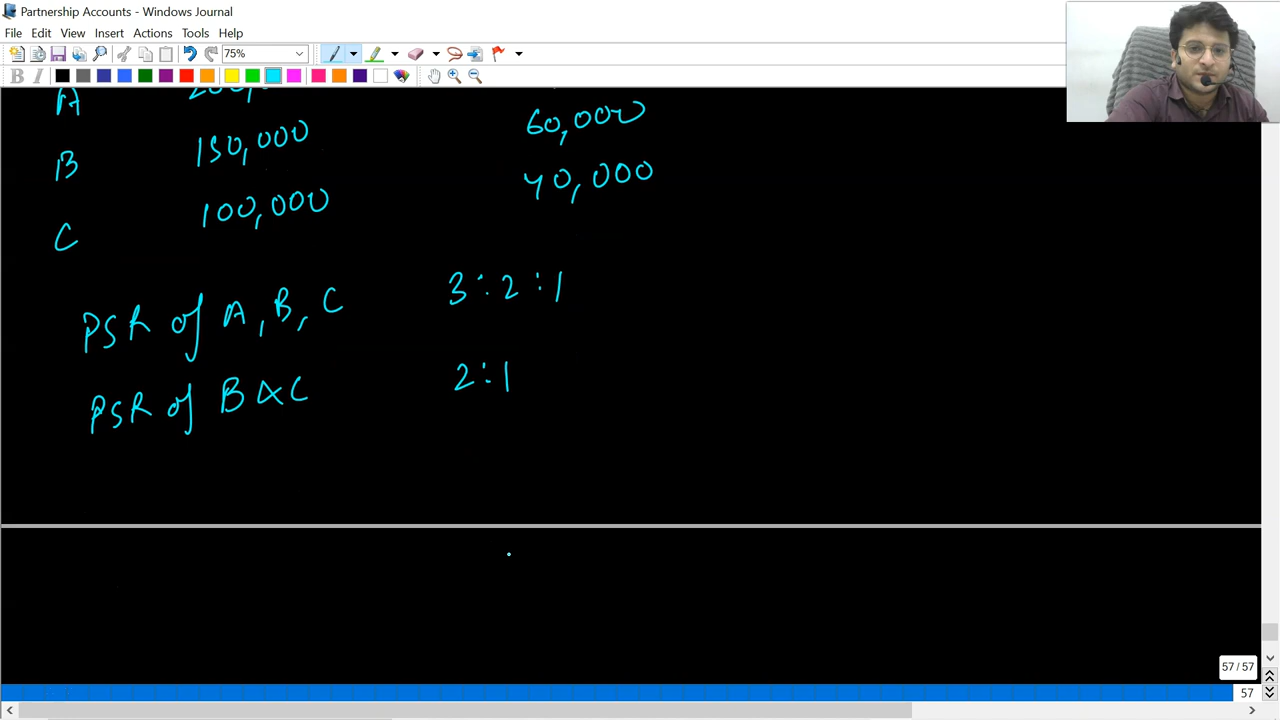 Partnership Accounts - Windows Journal
File Edit View Insert Actions Tools Help
75%
B I
A
B 150,000 60,000
C 100,000 40,000
PSR of A, B, C 3:2:1
PSR of B & C 2:1
57 / 57
57